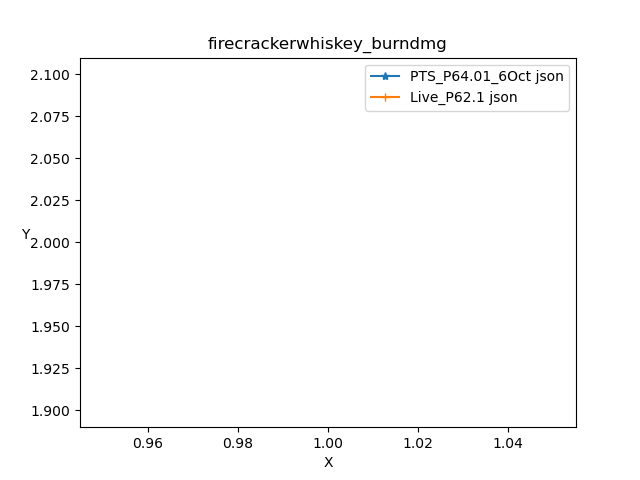 firecrackerwhiskey_burndmg
PTS_P64.01_6Oct json
Live_P62.1 json
2.100
2.075
2.050
2.025
2.000
1.975
1.950
1.925
1.900
Y
0.96 0.98 1.00 1.02 1.04
X